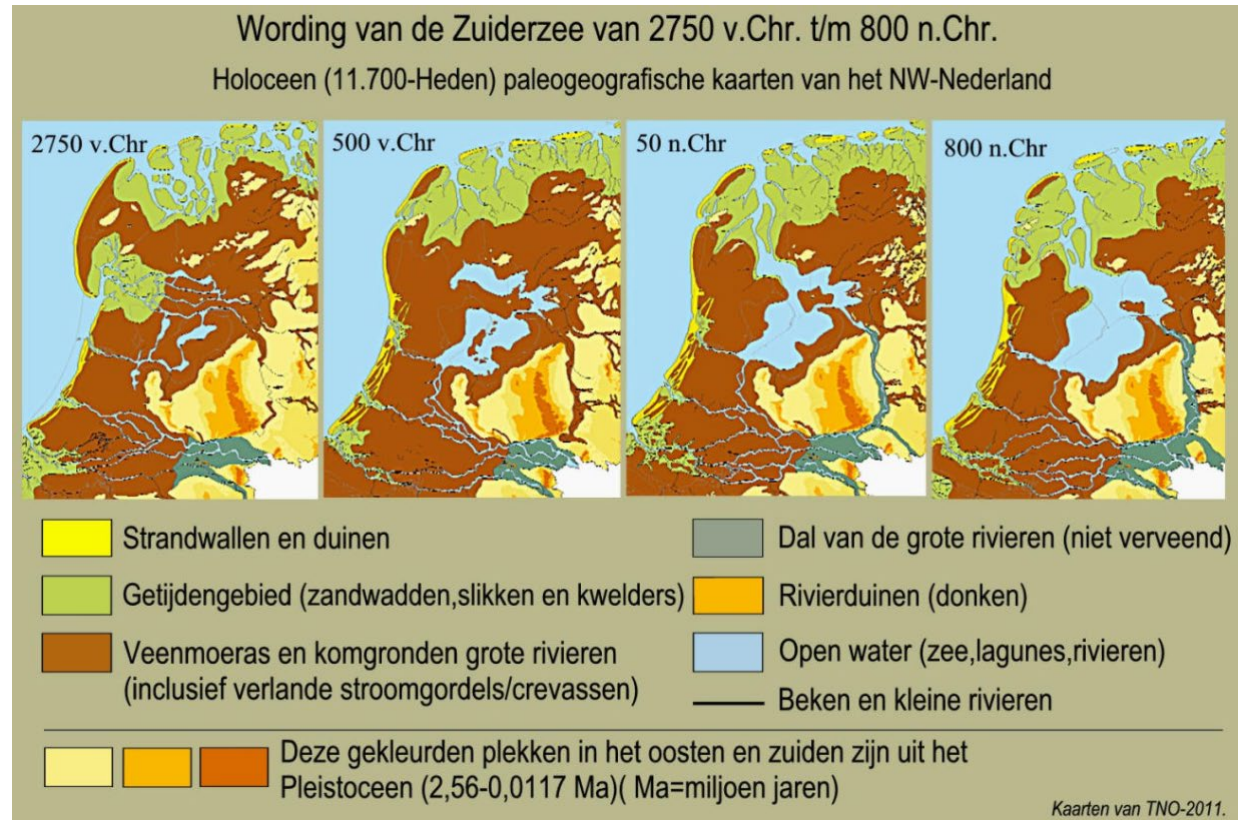 Wording van de Zuiderzee van 2750 v.Chr. t/m 800 n.Chr.
Holoceen (11.700-Heden) paleogeografische kaarten van het NW-Nederland
2750 v.Chr
500 v.Chr
50 n.Chr
800 n.Chr
Strandwallen en duinen
Getijdengebied (zandwadden,slikken en kwelders)
Veenmoeras en komgronden grote rivieren
(inclusief verlande stroomgordels/crevassen)
Dal van de grote rivieren (niet verveend)
Rivierduinen (donken)
Open water (zee,lagunes,rivieren)
Beken en kleine rivieren
Deze gekleurden plekken in het oosten en zuiden zijn uit het
Pleistoceen (2,56-0,0117 Ma)( Ma=miljoen jaren)
Kaarten van TNO-2011.